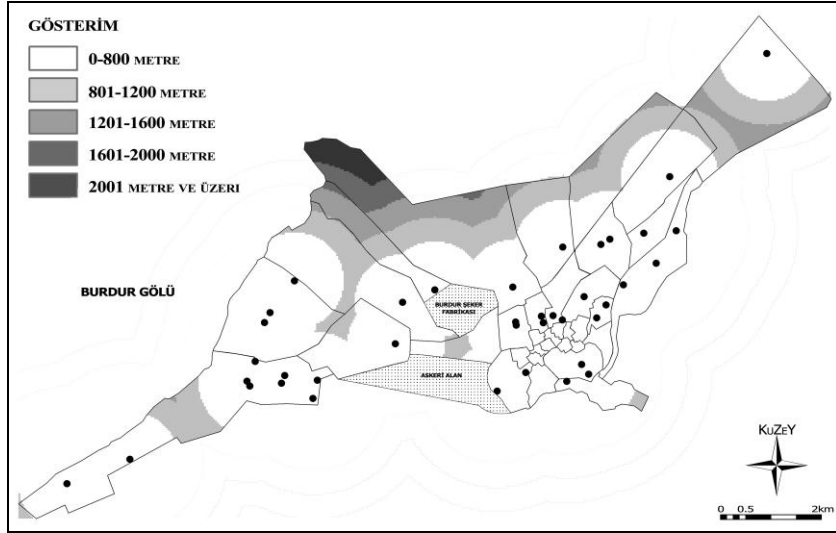 GÖSTERİM
0-800 METRE
801-1200 METRE
1201-1600 METRE
1601-2000 METRE
2001 METRE VE ÜZERI
BURDUR GÖLÜ
BURDUR ŞEKER
FABRİKASI
ASKERİ ALAN
KuZeY
0 0.5 2km